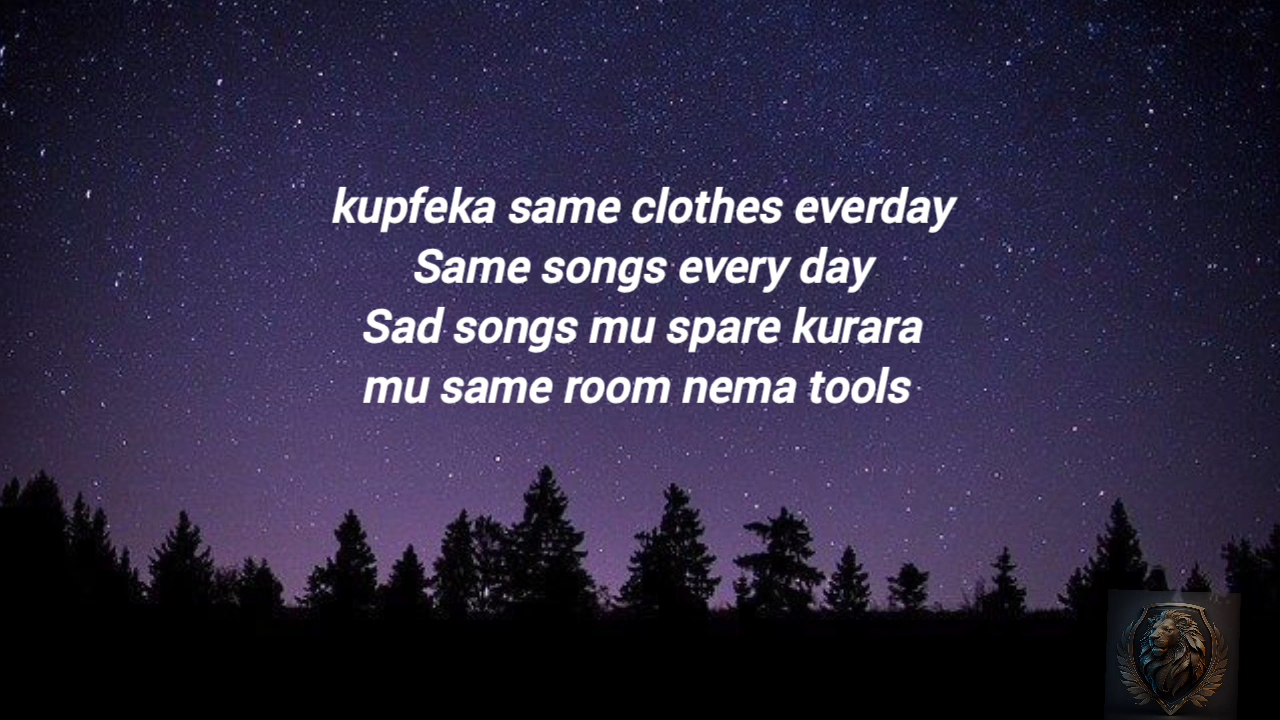 kupfeka same clothes everday
Same songs every day
Sad songs mu spare kurara
mu same room nema tools